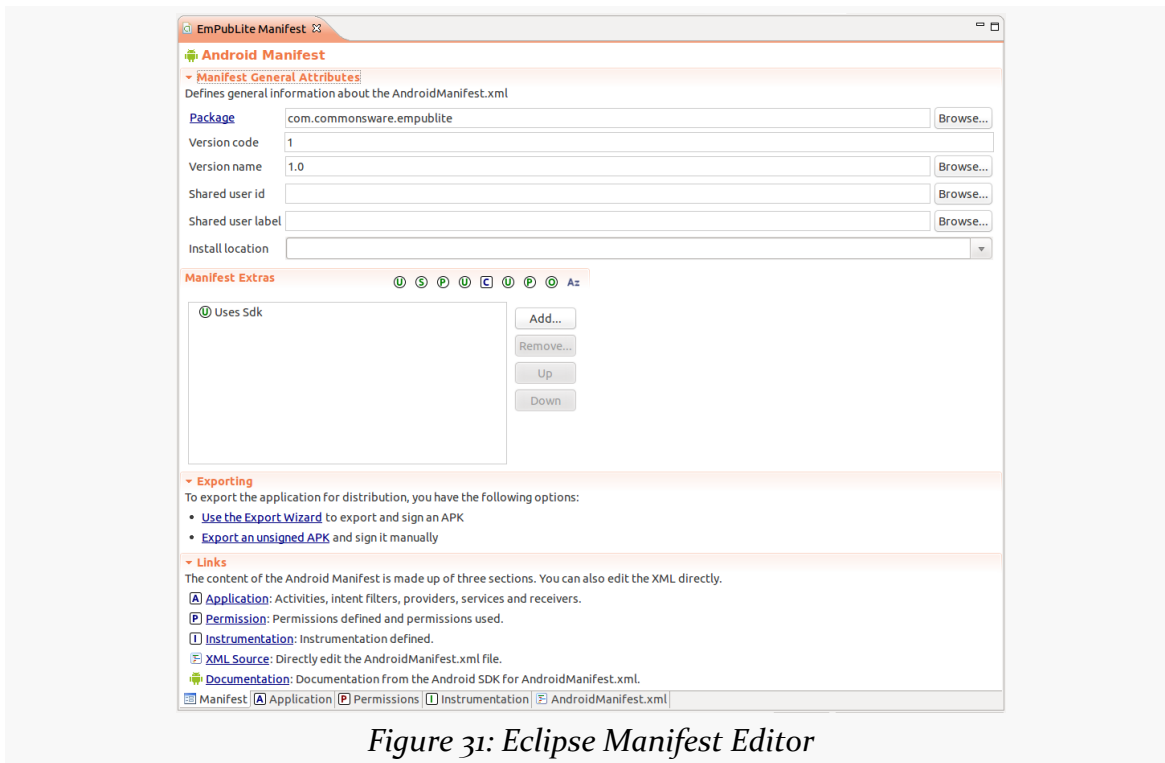 EmPubLite Manifest
Android Manifest
Manifest General Attributes
Defines general information about the AndroidManifest.xml
Package com.commonsware.empublite Browse...
Version code 1
Version name 1.0 Browse...
Shared user id Browse...
Shared user label Browse...
Install location
Manifest Extras U S P U C U P O Az
U Uses Sdk
Add...
Remove...
Up
Down
Exporting
To export the application for distribution, you have the following options:
• Use the Export Wizard to export and sign an APK
• Export an unsigned APK and sign it manually
Links
The content of the Android Manifest is made up of three sections. You can also edit the XML directly.
A Application: Activities, intent filters, providers, services and receivers.
P Permission: Permissions defined and permissions used.
I Instrumentation: Instrumentation defined.
XML Source: Directly edit the AndroidManifest.xml file.
Documentation: Documentation from the Android SDK for AndroidManifest.xml.
Manifest A Application P Permissions I Instrumentation AndroidManifest.xml
Figure 31: Eclipse Manifest Editor